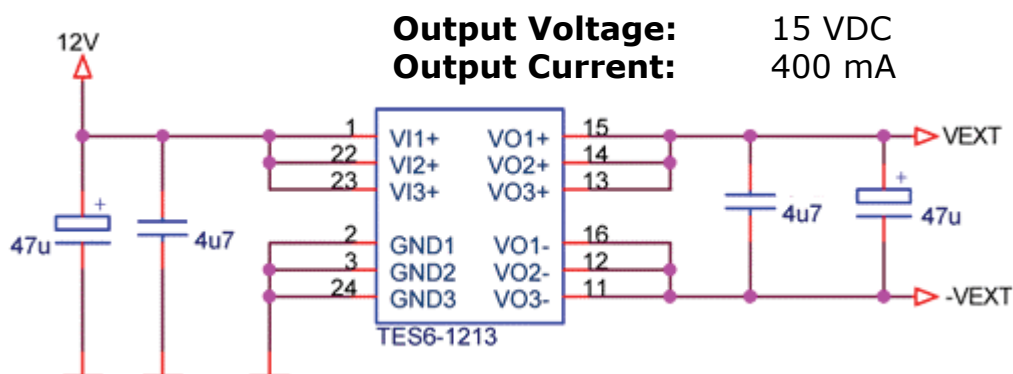 Output Voltage: 15 VDC
Output Current: 400 mA
12V
1 VI1+ VO1+ 15
22 VI2+ VO2+ 14
23 VI3+ VO3+ 13
2 GND1 VO1- 16
3 GND2 VO2- 12
24 GND3 VO3- 11
VEXT
-VEXT
+
47u
4u7
4u7
+
47u
TES6-1213